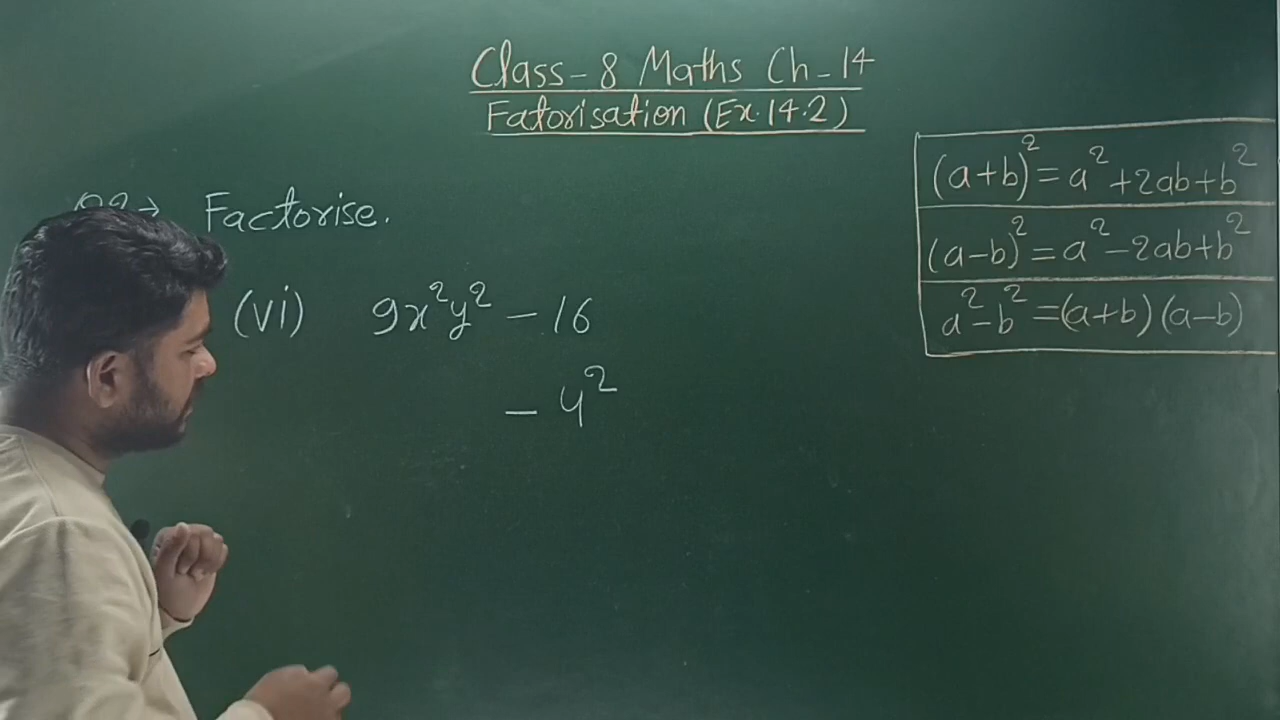 Class-8 Maths Ch-14
Fatorisation (Ex.14.2)
Factorise.
(vi) 9x²y² - 16
- 4²
(a+b)² = a² + 2ab + b²
(a-b)² = a² - 2ab + b²
a² - b² = (a+b) (a-b)